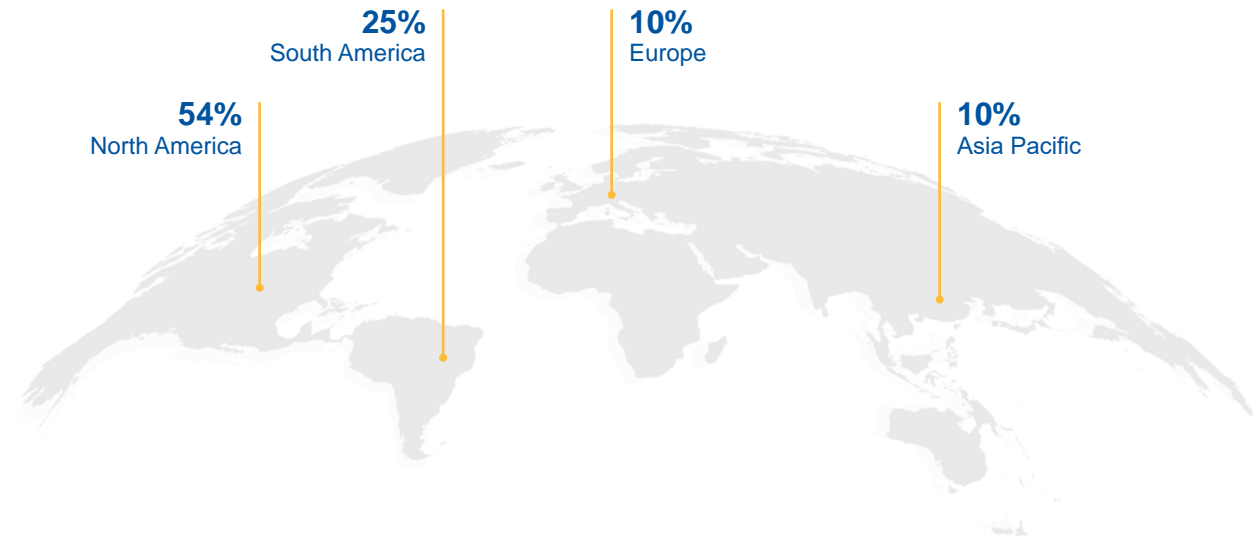 25%
South America
10%
Europe
54%
North America
10%
Asia Pacific